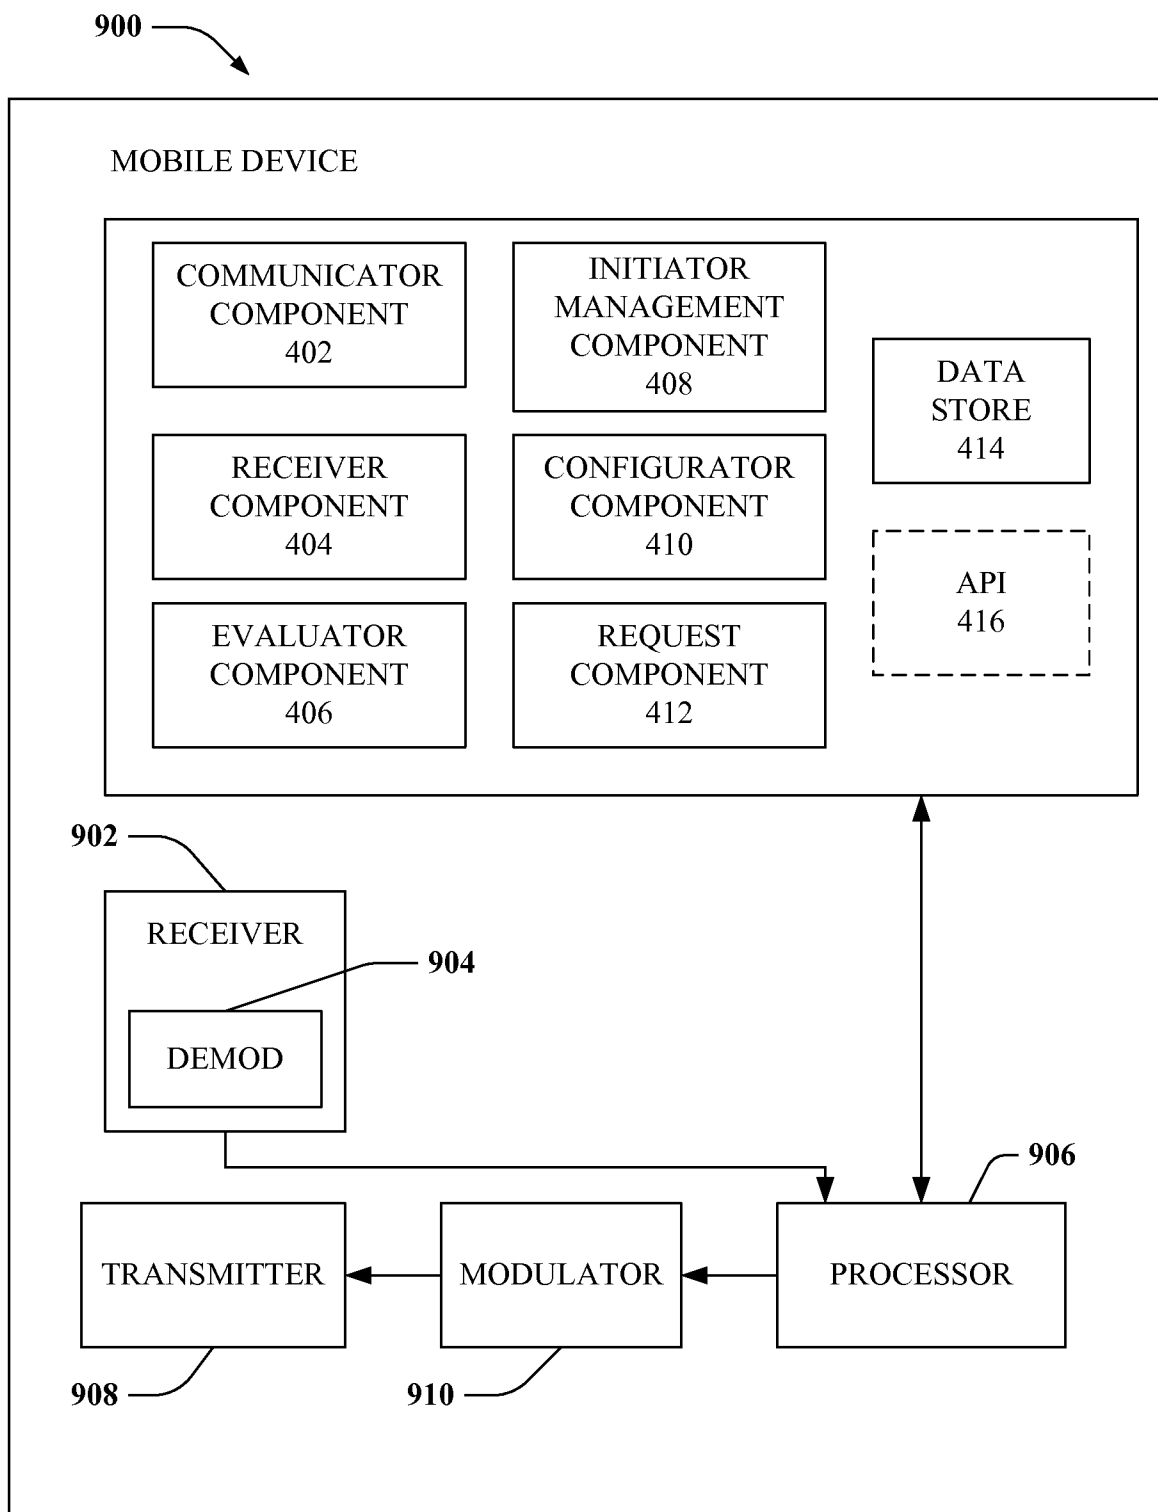 900
MOBILE DEVICE
COMMUNICATOR
COMPONENT
402
INITIATOR
MANAGEMENT
COMPONENT
408
DATA
STORE
414
RECEIVER
COMPONENT
404
CONFIGURATOR
COMPONENT
410
API
416
EVALUATOR
COMPONENT
406
REQUEST
COMPONENT
412
902
RECEIVER
904
DEMOD
906
TRANSMITTER
MODULATOR
PROCESSOR
908
910